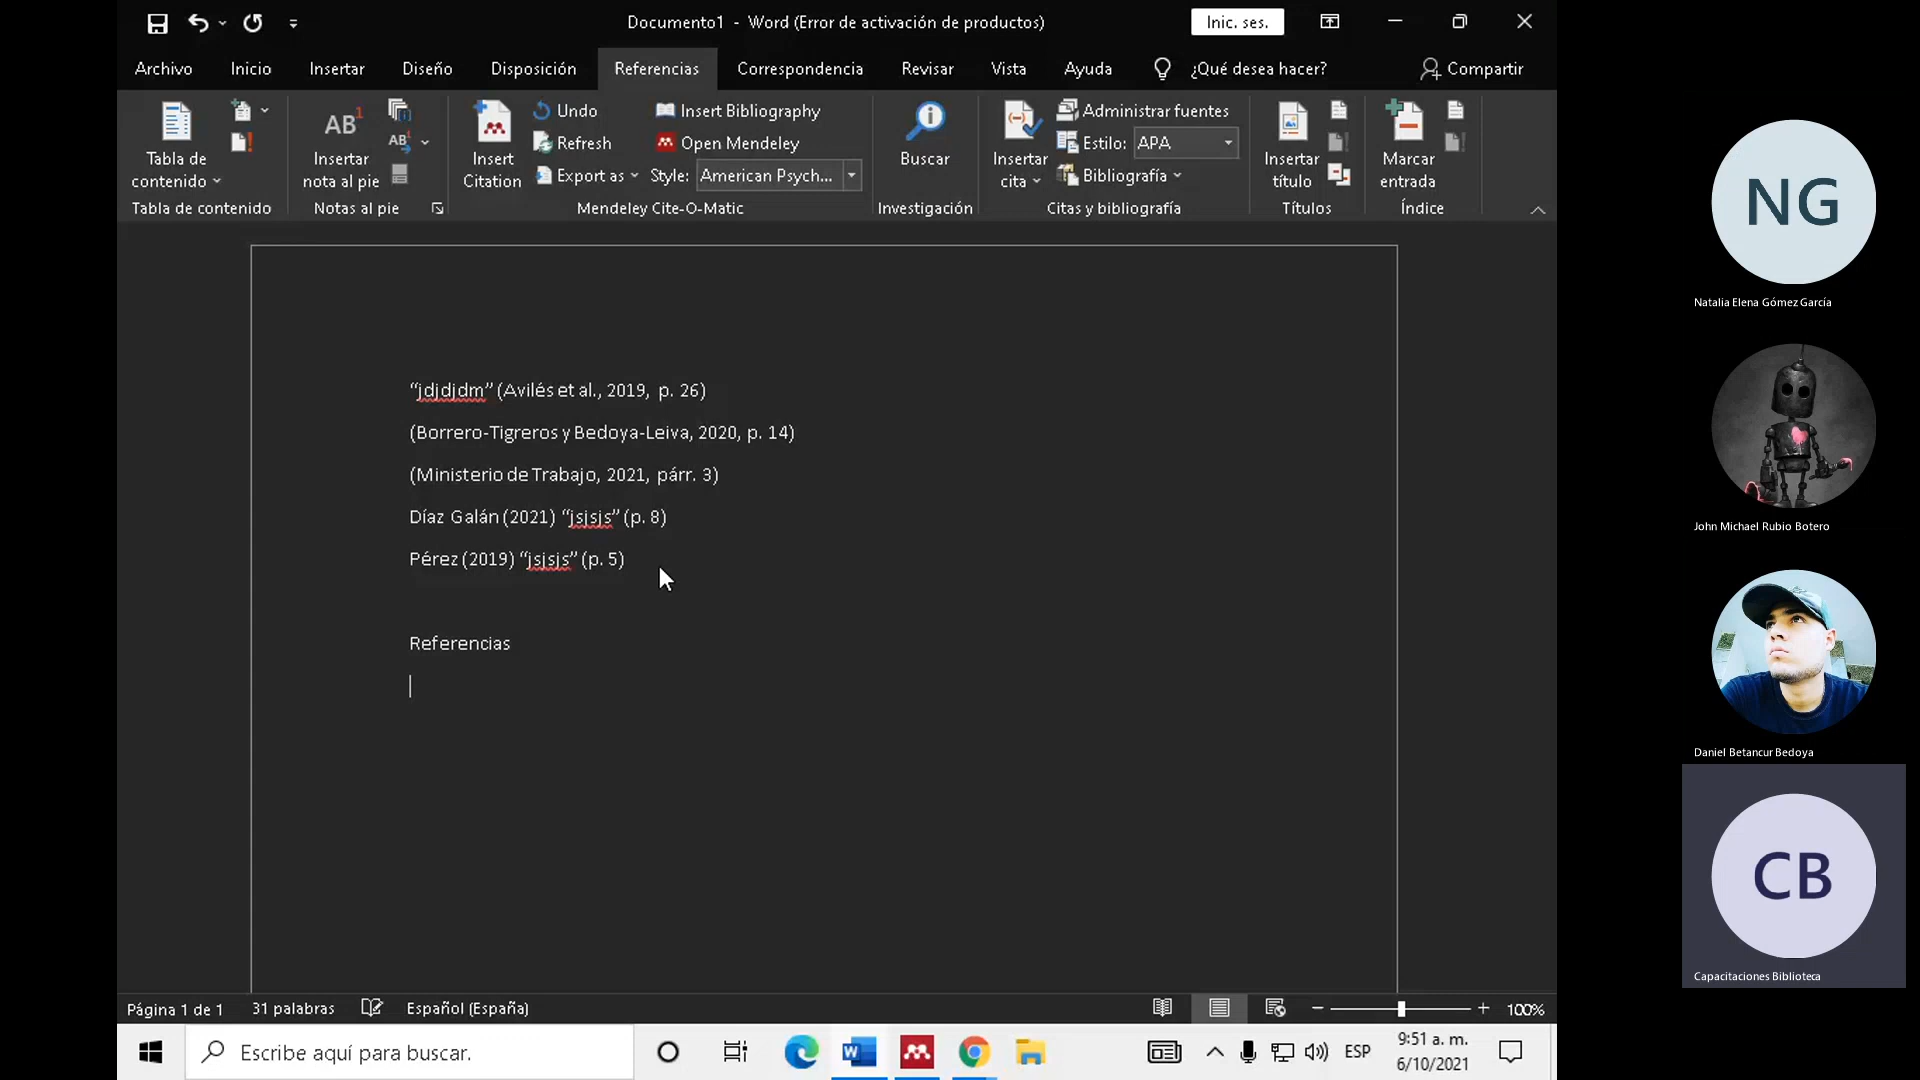 Documento1 - Word (Error de activación de productos)
Inic. ses.
Archivo Inicio Insertar Diseño Disposición Referencias Correspondencia Revisar Vista Ayuda ¿Qué desea hacer? Compartir
Tabla de contenido
Tabla de contenido
AB1
Insertar nota al pie
AB1
Notas al pie
Insert Citation
Undo
Refresh
Export as
Insert Bibliography
Open Mendeley
Style: American Psych...
Mendeley Cite-O-Matic
Buscar
Investigación
Insertar cita
Administrar fuentes
Estilo: APA
Bibliografía
Citas y bibliografía
Insertar título
Títulos
Marcar entrada
Índice
“jdjdjdm” (Avilés et al., 2019, p. 26)
(Borrero-Tigreros y Bedoya-Leiva, 2020, p. 14)
(Ministerio de Trabajo, 2021, párr. 3)
Díaz Galán (2021) “jsjsjs” (p. 8)
Pérez (2019) “jsjsjs” (p. 5)
Referencias
Página 1 de 1 31 palabras Español (España) 100%
Escribe aquí para buscar.
ESP
9:51 a. m.
6/10/2021
NG
Natalia Elena Gómez García
John Michael Rubio Botero
Daniel Betancur Bedoya
CB
Capacitaciones Biblioteca